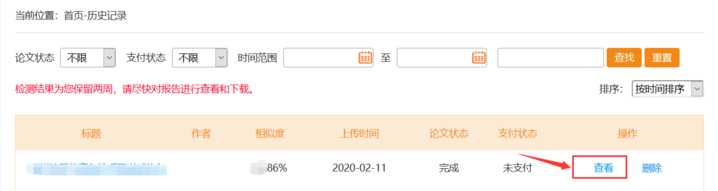 当前位置：首页-历史记录
论文状态 不限 支付状态 不限 时间范围 至 查找 重置
检测结果为您保留两周，请尽快对报告进行查看和下载。 排序： 按时间排序
标题 作者 相似度 上传时间 论文状态 支付状态 操作
86% 2020-02-11 完成 未支付 查看 删除